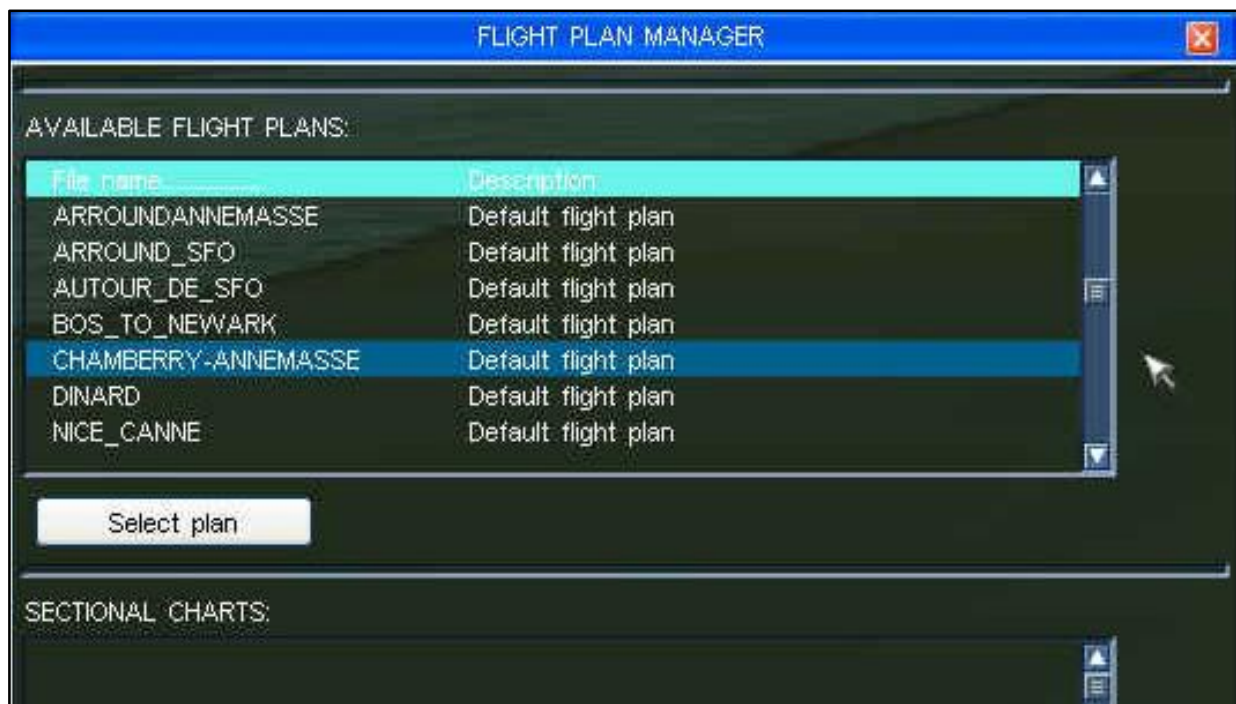 FLIGHT PLAN MANAGER
AVAILABLE FLIGHT PLANS:
File name............... Description
ARROUNDANNEMASSE Default flight plan
ARROUND_SFO Default flight plan
AUTOUR_DE_SFO Default flight plan
BOS_TO_NEWARK Default flight plan
CHAMBERRY-ANNEMASSE Default flight plan
DINARD Default flight plan
NICE_CANNE Default flight plan
Select plan
SECTIONAL CHARTS: